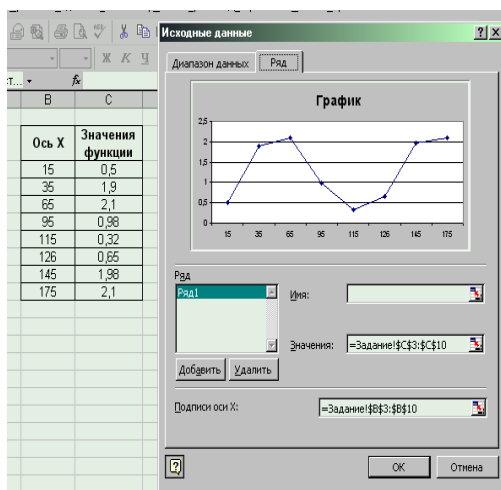 Исходные данные
? X
Ж К Ч
Диапазон данных
Ряд
fx
B C
График
Ось X
Значения
функции
15 0,5
35 1,9
65 2,1
95 0,98
115 0,32
126 0,65
145 1,98
175 2,1
2,5
2
1,5
1
0,5
0
15 35 65 95 115 126 145 175
Ряд
Ряд1
Имя:
Значения:
=Задание!$C$3:$C$10
Добавить
Удалить
Подписи оси X:
=Задание!$B$3:$B$10
?
ОК
Отмена